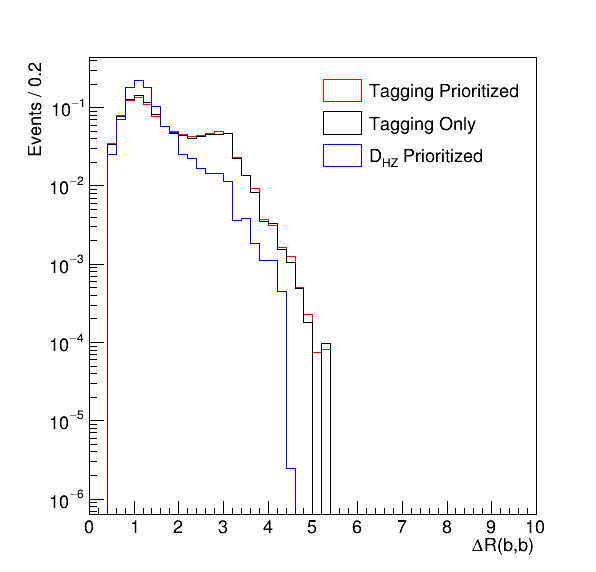 Events / 0.2
Tagging Prioritized
Tagging Only
D_HZ Prioritized
10⁻¹
10⁻²
10⁻³
10⁻⁴
10⁻⁵
10⁻⁶
0 1 2 3 4 5 6 7 8 9 10
ΔR(b,b)